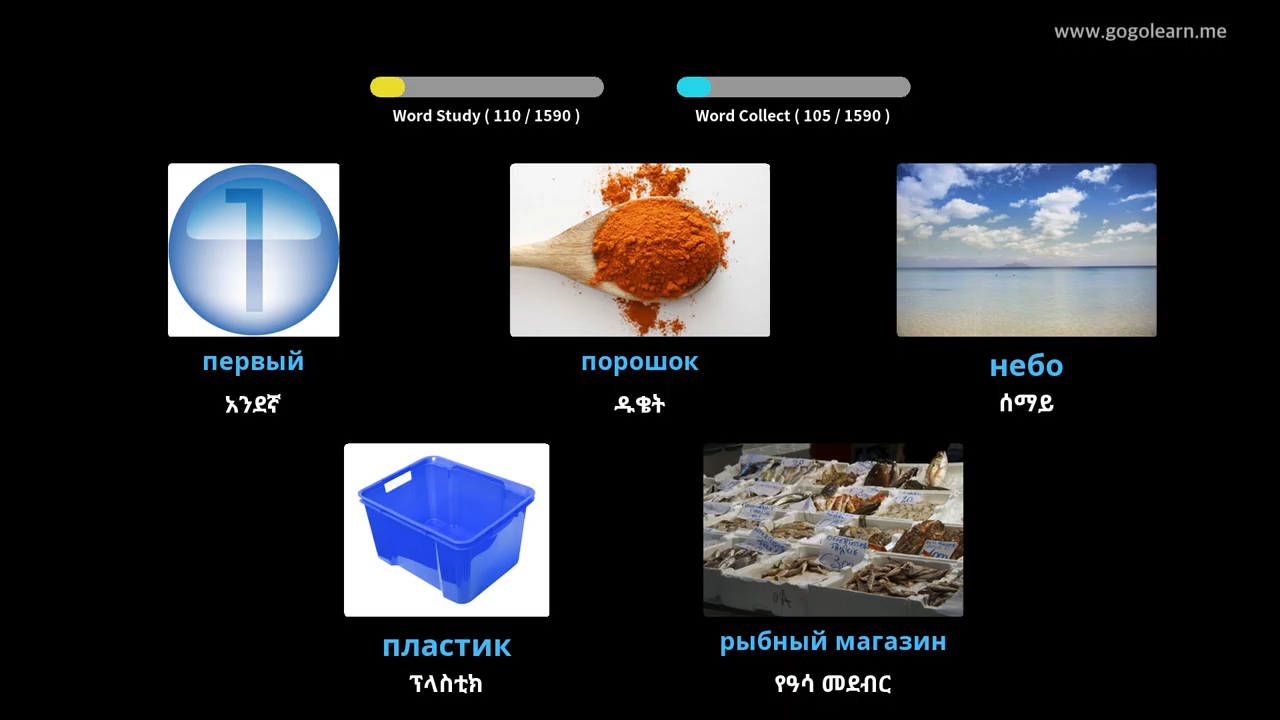 www.gogolearn.me
Word Study ( 110 / 1590 )
Word Collect ( 105 / 1590 )
1
первый
порошок
небо
አንደኛ
ዱቄት
ሰማይ
пластик
рыбный магазин
ፕላስቲክ
የዓሳ መደብር